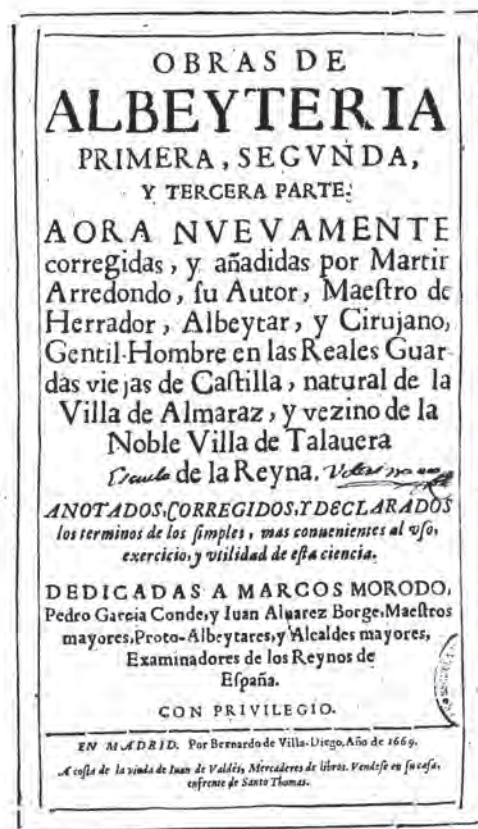 OBRAS DE
ALBEYTERIA
PRIMERA, SEGVNDA,
Y TERCERA PARTE:
AORA NVEVAMENTE
corregidas, y añadidas por Martin
Arredondo, ſu Autor, Maeſtro de
Herrador, Albeytar, y Cirujano,
Gentil-Hombre en las Reales Guar-
das viejas de Caſtilla, natural de la
Villa de Almaraz, y vezino de la
Noble Villa de Talauera
Escuela de la Reyna. Veterinaria
ANOTADOS, CORREGIDOS, Y DECLARADOS
los terminos de los ſimples, mas conuenientes al vſo,
exercicio, y vtilidad de eſta ciencia.
DEDICADAS A MARCOS MORODO,
Pedro Garcia Conde, y Iuan Aluarez Borge, Maeſtros
mayores, Proto-Albeytares, y Alcaldes mayores,
Examinadores de los Reynos de
Eſpaña.
CON PRIVILEGIO.
EN MADRID. Por Bernardo de Villa-Diego, Año de 1669.
A coſta de la viuda de Iuan de Valdès, Mercaderes de libros. Vendeſe en ſu caſa,
enfrente de Santo Thomas.